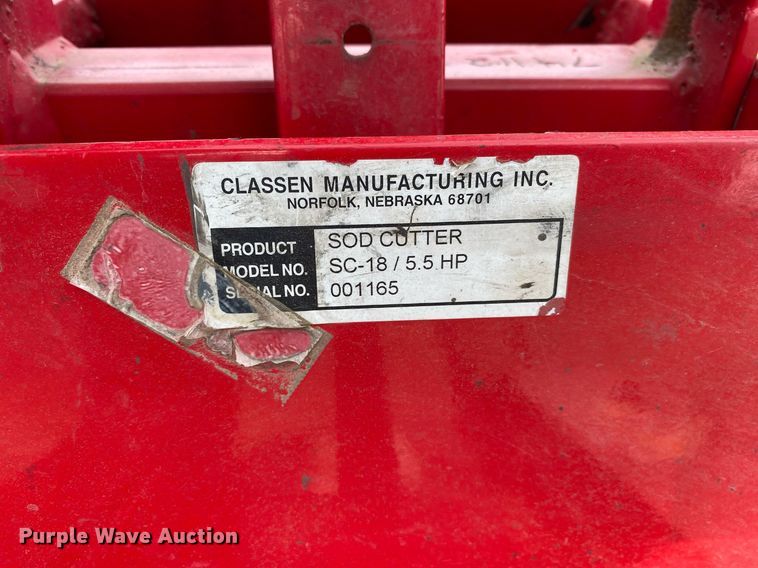 CLASSEN MANUFACTURING INC.
NORFOLK, NEBRASKA 68701
PRODUCT SOD CUTTER
MODEL NO. SC-18 / 5.5 HP
SERIAL NO. 001165
Purple Wave Auction